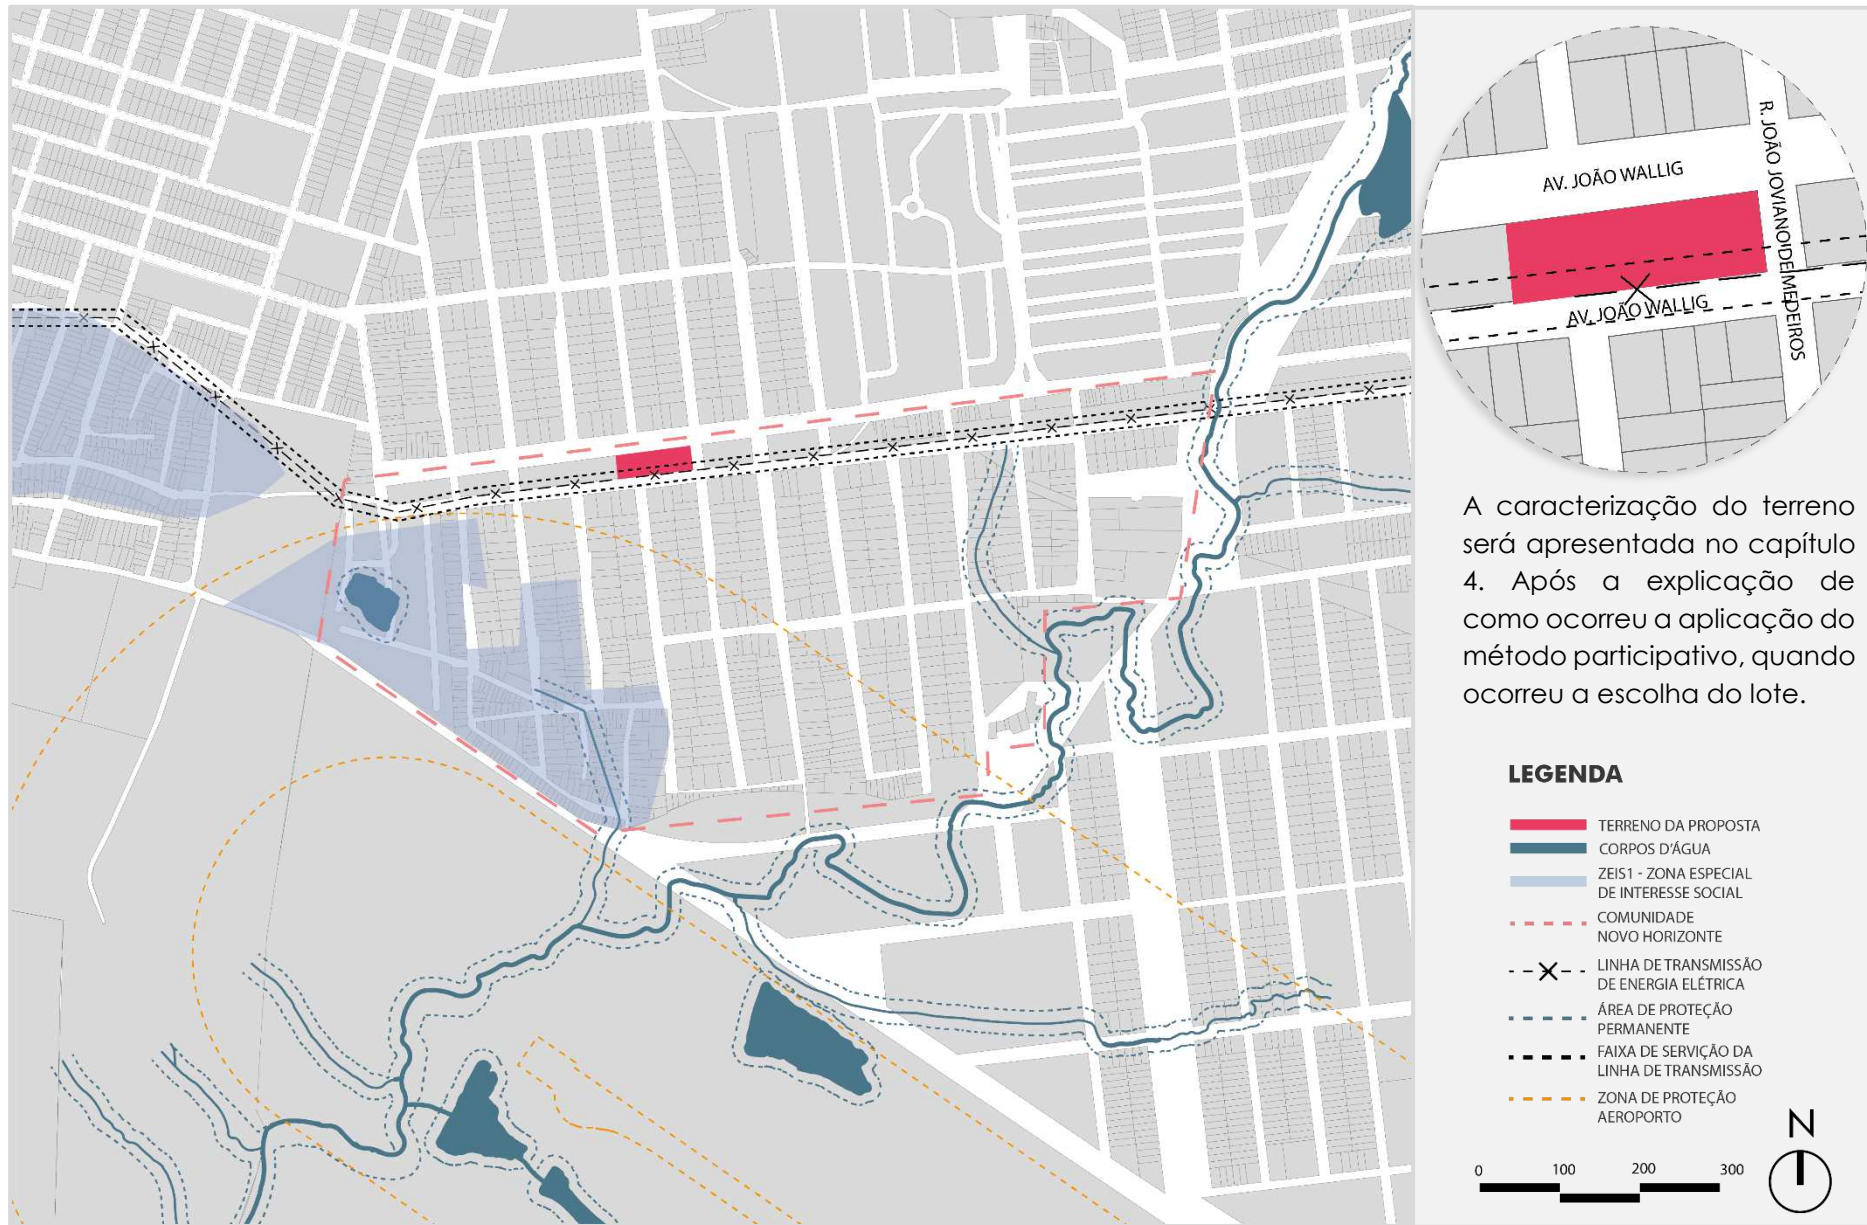 AV. JOÃO WALLIG
R. JOÃO JOVIANO DE MEDEIROS
AV. JOÃO WALLIG
A caracterização do terreno
será apresentada no capítulo
4. Após a explicação de
como ocorreu a aplicação do
método participativo, quando
ocorreu a escolha do lote.
LEGENDA
TERRENO DA PROPOSTA
CORPOS D'ÁGUA
ZEIS1 - ZONA ESPECIAL
DE INTERESSE SOCIAL
COMUNIDADE
NOVO HORIZONTE
LINHA DE TRANSMISSÃO
DE ENERGIA ELÉTRICA
ÁREA DE PROTEÇÃO
PERMANENTE
FAIXA DE SERVIÇÃO DA
LINHA DE TRANSMISSÃO
ZONA DE PROTEÇÃO
AEROPORTO
N
0 100 200 300